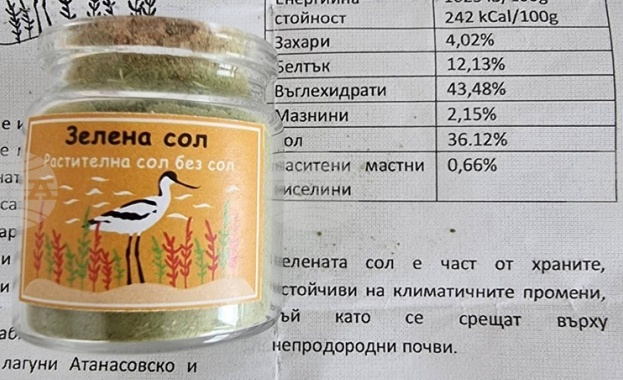 стойност 242 kCal/100g
Захари 4,02%
Белтък 12,13%
Въглехидрати 43,48%
Мазнини 2,15%
ол 36.12%
наситени мастни 0,66%
иселини
Зелена сол
Растителна сол без сол
елената сол е част от храните,
стойчиви на климатичните промени,
ъй като се срещат върху
непродородни почви.
лагуни Атанасовско и